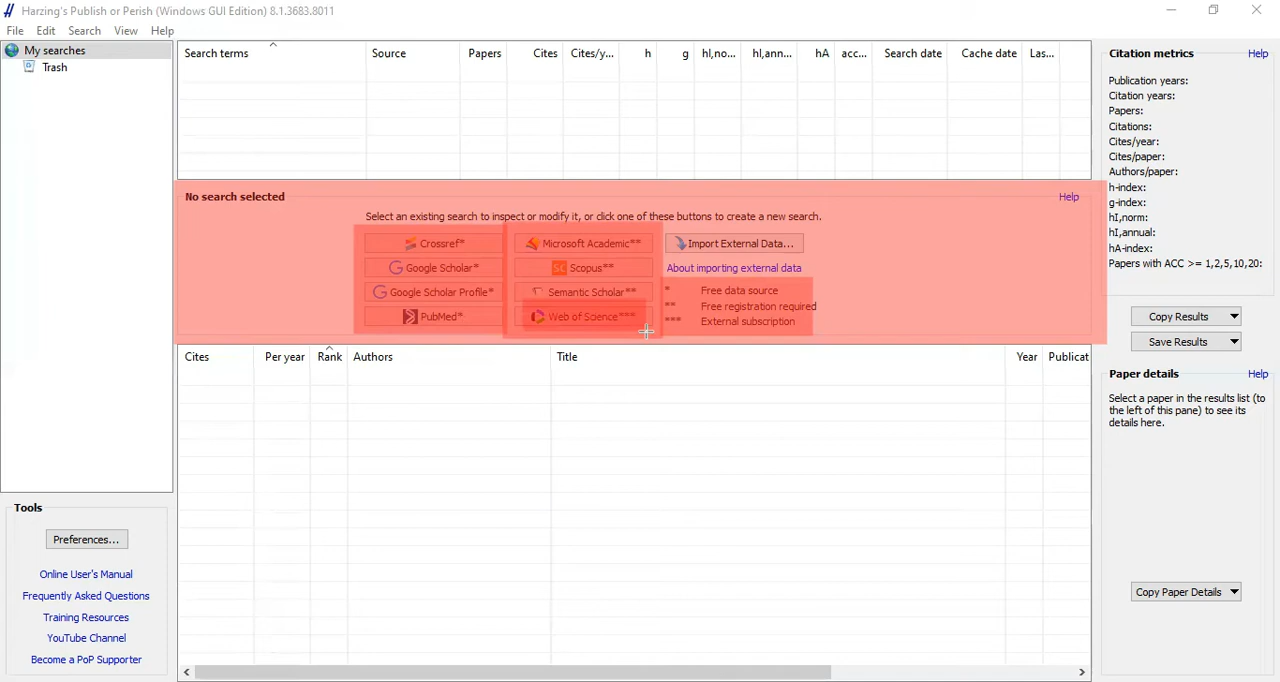 Harzing's Publish or Perish (Windows GUI Edition) 8.1.3683.8011
File Edit Search View Help
My searches
Trash
Search terms Source Papers Cites Cites/y... h g hI,no... hI,ann... hA acc... Search date Cache date Las...
No search selected Help
Select an existing search to inspect or modify it, or click one of these buttons to create a new search.
Crossref* Microsoft Academic** Import External Data...
Google Scholar* Scopus** About importing external data
Google Scholar Profile* Semantic Scholar** * Free data source
** Free registration required
PubMed* Web of Science*** *** External subscription
Cites Per year Rank Authors Title Year Publicat
Citation metrics Help
Publication years:
Citation years:
Papers:
Citations:
Cites/year:
Cites/paper:
Authors/paper:
h-index:
g-index:
hI,norm:
hI,annual:
hA-index:
Papers with ACC >= 1,2,5,10,20:
Copy Results
Save Results
Paper details Help
Select a paper in the results list (to
the left of this pane) to see its
details here.
Copy Paper Details
Tools
Preferences...
Online User's Manual
Frequently Asked Questions
Training Resources
YouTube Channel
Become a PoP Supporter